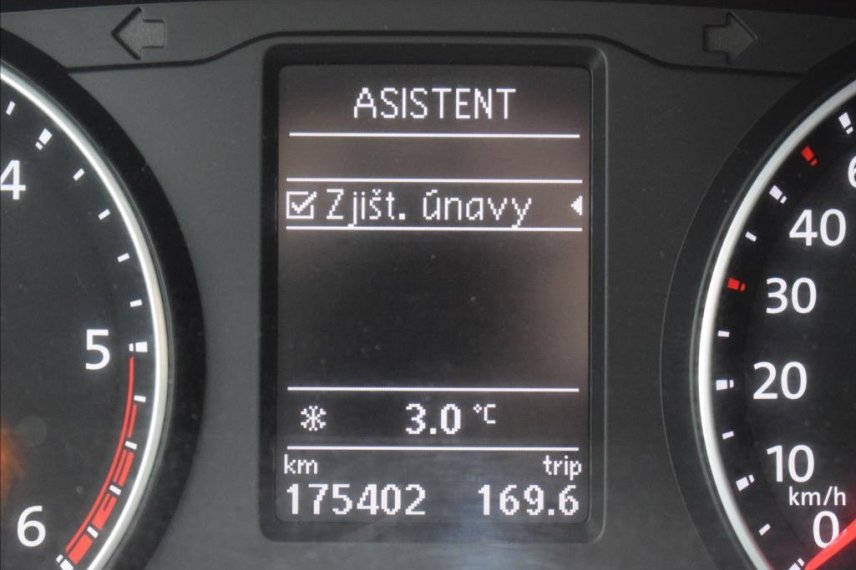 ASISTENT
Zjišt. únavy
3.0 °C
km trip
175402 169.6
4
5
6
40
30
20
10
km/h
0